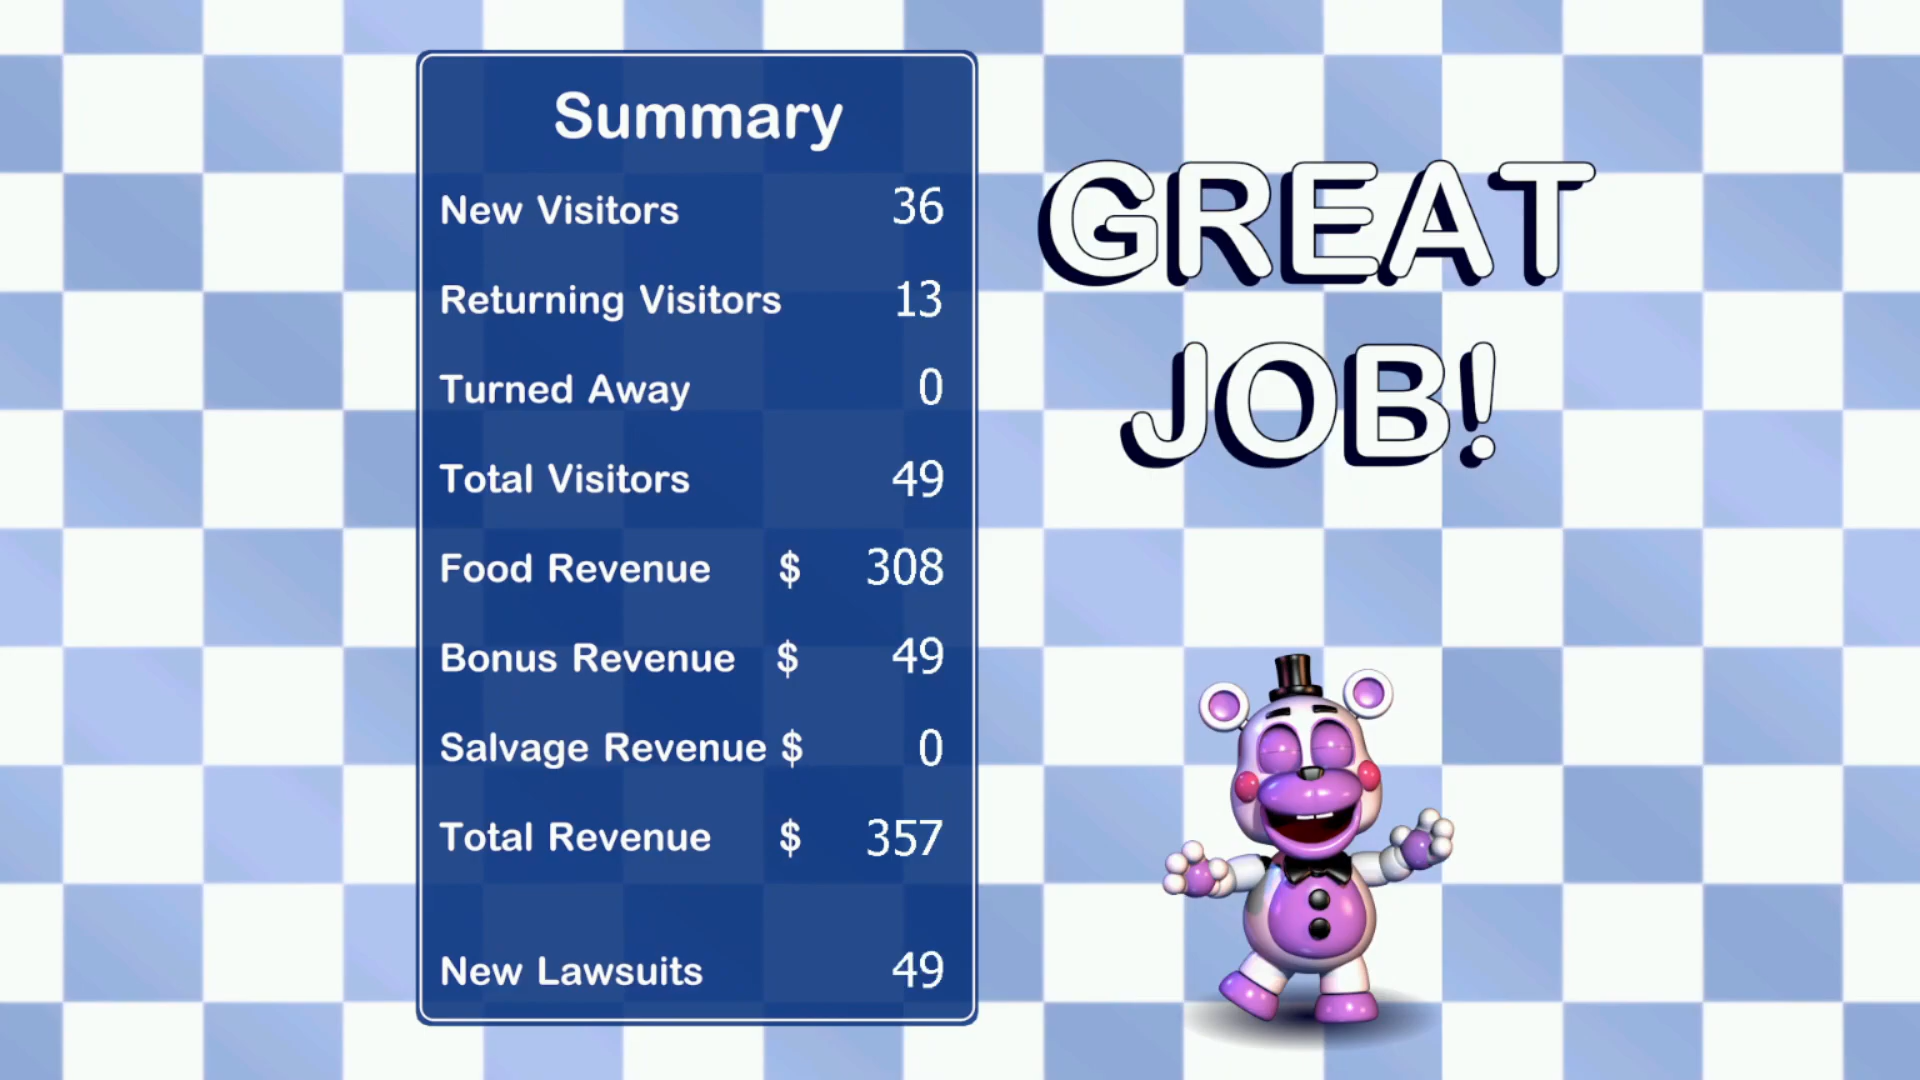 Summary
New Visitors 36
Returning Visitors 13
Turned Away 0
Total Visitors 49
Food Revenue $ 308
Bonus Revenue $ 49
Salvage Revenue $ 0
Total Revenue $ 357
New Lawsuits 49
GREAT
JOB!